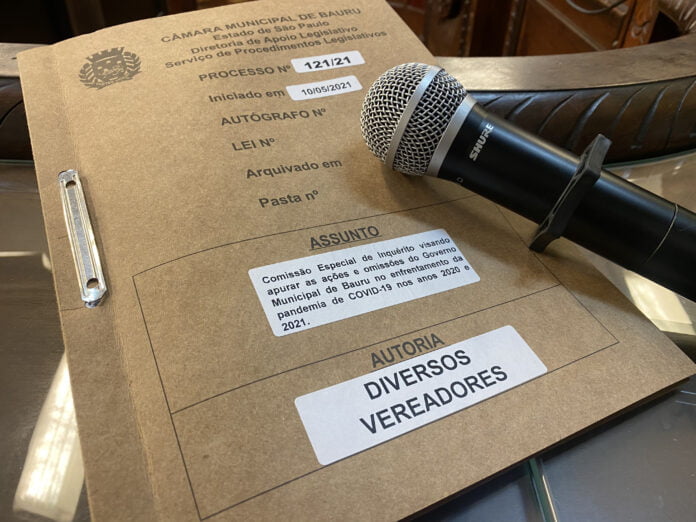 CÂMARA MUNICIPAL DE BAURU
Estado de São Paulo
Diretoria de Apoio Legislativo
Serviço de Procedimentos Legislativos
PROCESSO Nº 121/21
Iniciado em 10/05/2021
AUTÓGRAFO Nº
LEI Nº
Arquivado em
Pasta nº
ASSUNTO
Comissão Especial de Inquérito visando
apurar as ações e omissões do Governo
Municipal de Bauru no enfrentamento da
pandemia de COVID-19 nos anos 2020 e
2021.
AUTORIA
DIVERSOS
VEREADORES
SHURE